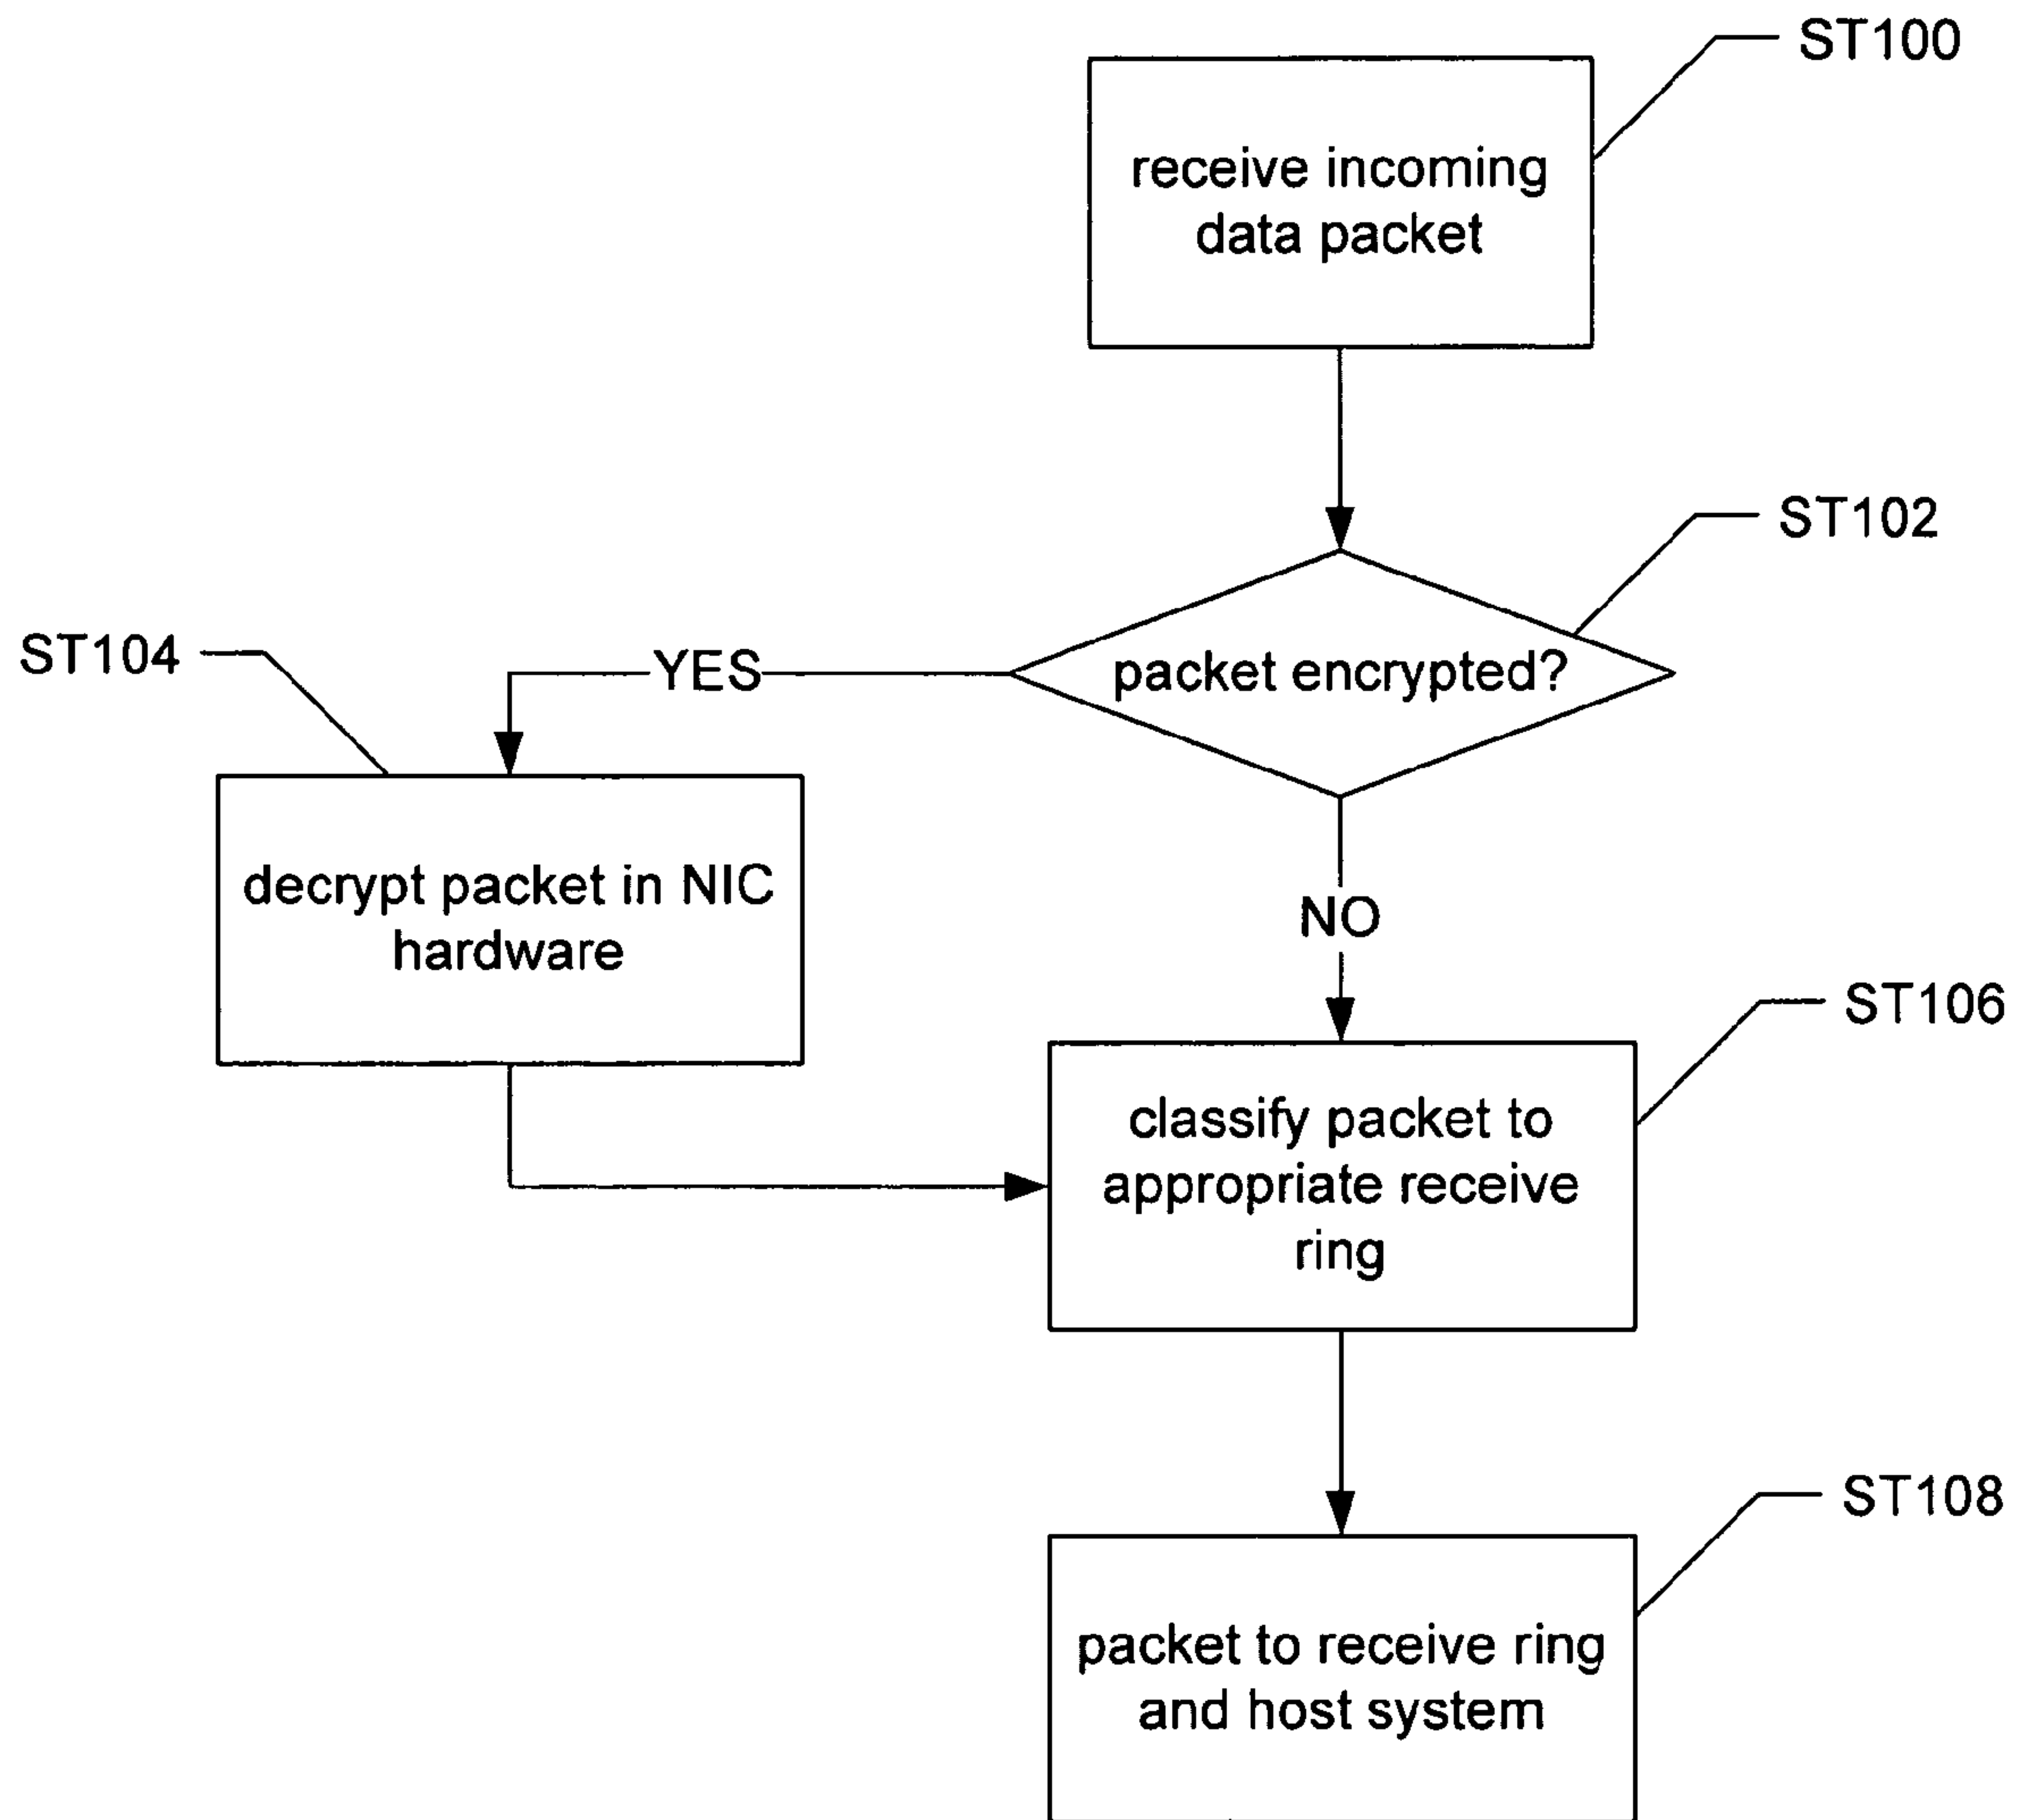 ST100
receive incoming
data packet
ST102
packet encrypted?
YES
ST104
decrypt packet in NIC
hardware
NO
ST106
classify packet to
appropriate receive
ring
ST108
packet to receive ring
and host system